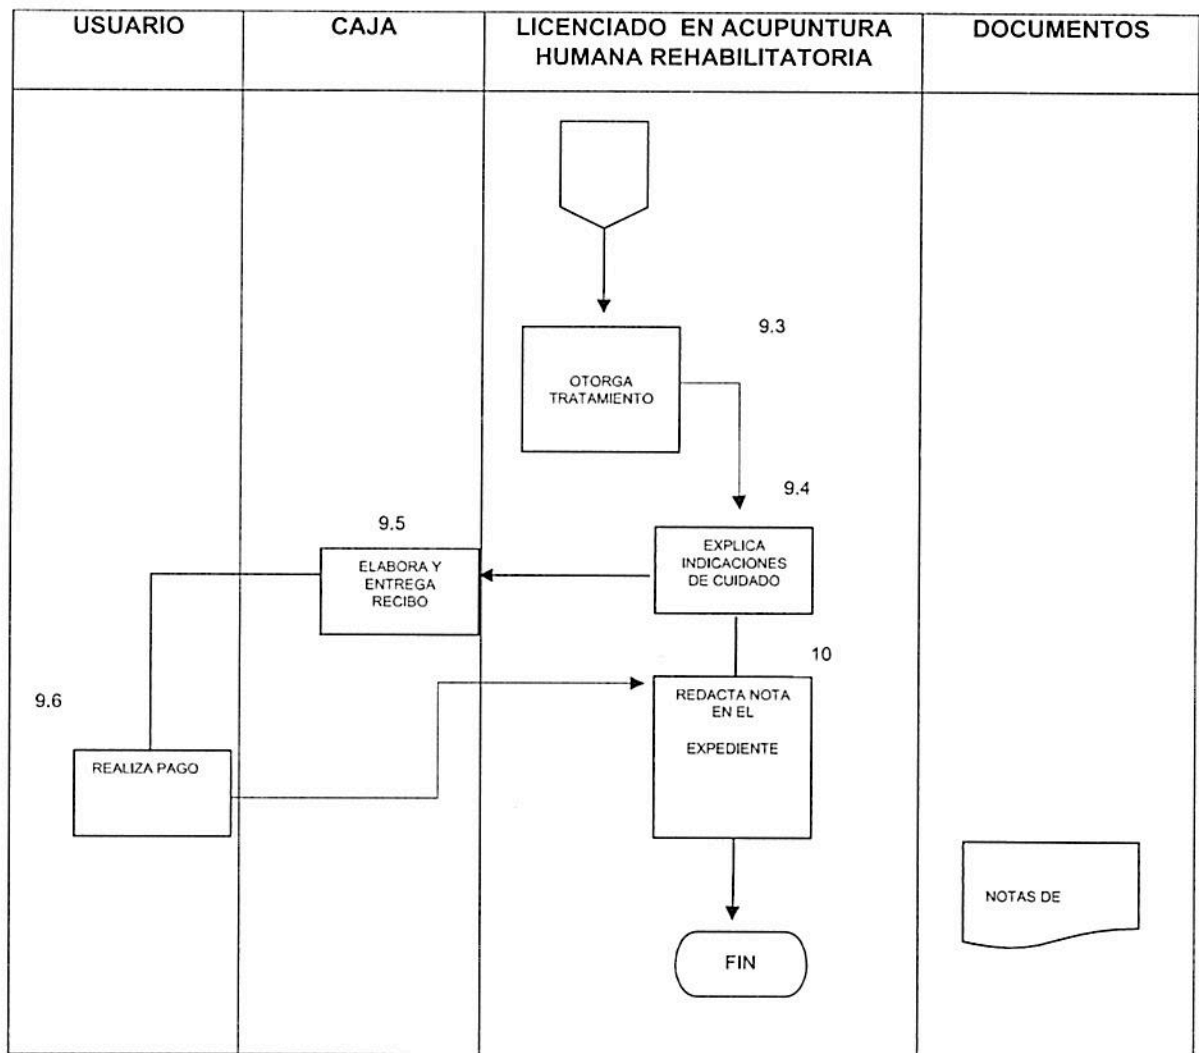 USUARIO
CAJA
LICENCIADO EN ACUPUNTURA
HUMANA REHABILITATORIA
DOCUMENTOS
9.3
OTORGA
TRATAMIENTO
9.4
EXPLICA
INDICACIONES
DE CUIDADO
9.5
ELABORA Y
ENTREGA
RECIBO
10
REDACTA NOTA
EN EL
EXPEDIENTE
9.6
REALIZA PAGO
NOTAS DE
FIN